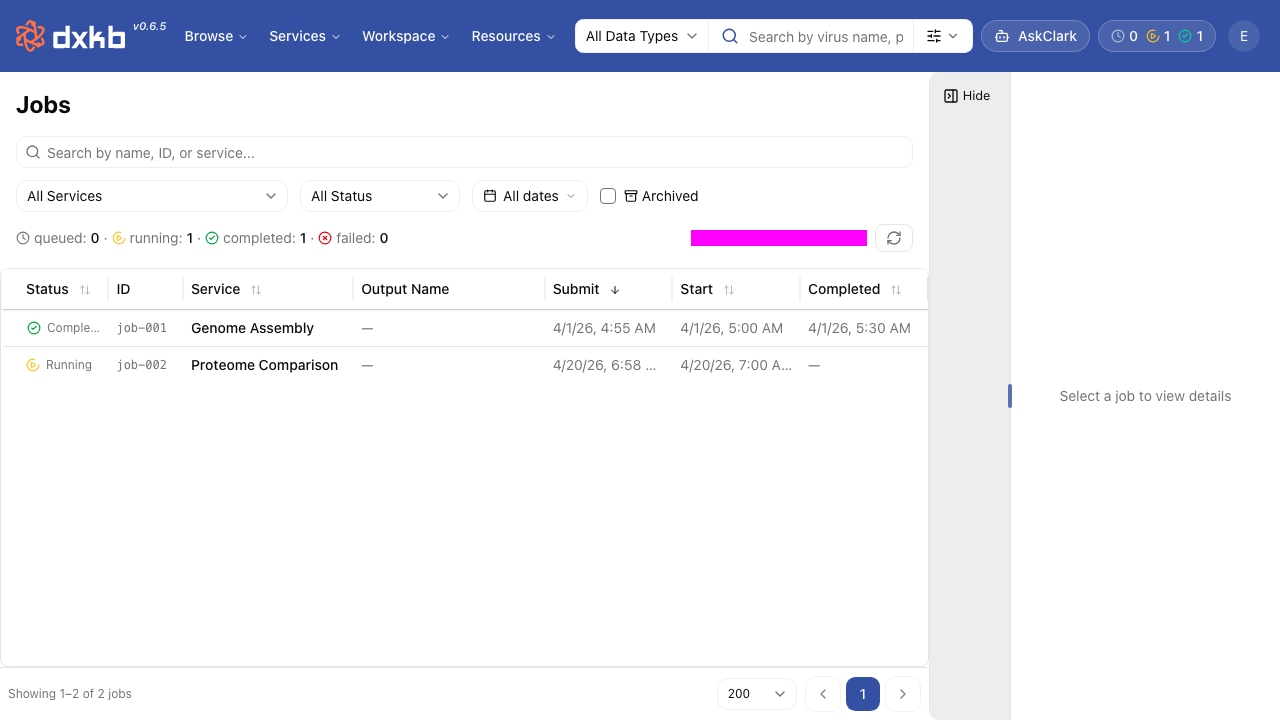 dxkb v0.6.5 Browse Services Workspace Resources All Data Types Search by virus name, p AskClark 0 1 1 E
Jobs
Hide
Search by name, ID, or service...
All Services All Status All dates Archived
queued: 0 · running: 1 · completed: 1 · failed: 0
Status ID Service Output Name Submit Start Completed
Comple... job-001 Genome Assembly — 4/1/26, 4:55 AM 4/1/26, 5:00 AM 4/1/26, 5:30 AM
Running job-002 Proteome Comparison — 4/20/26, 6:58 ... 4/20/26, 7:00 A... —
Select a job to view details
Showing 1–2 of 2 jobs 200 1